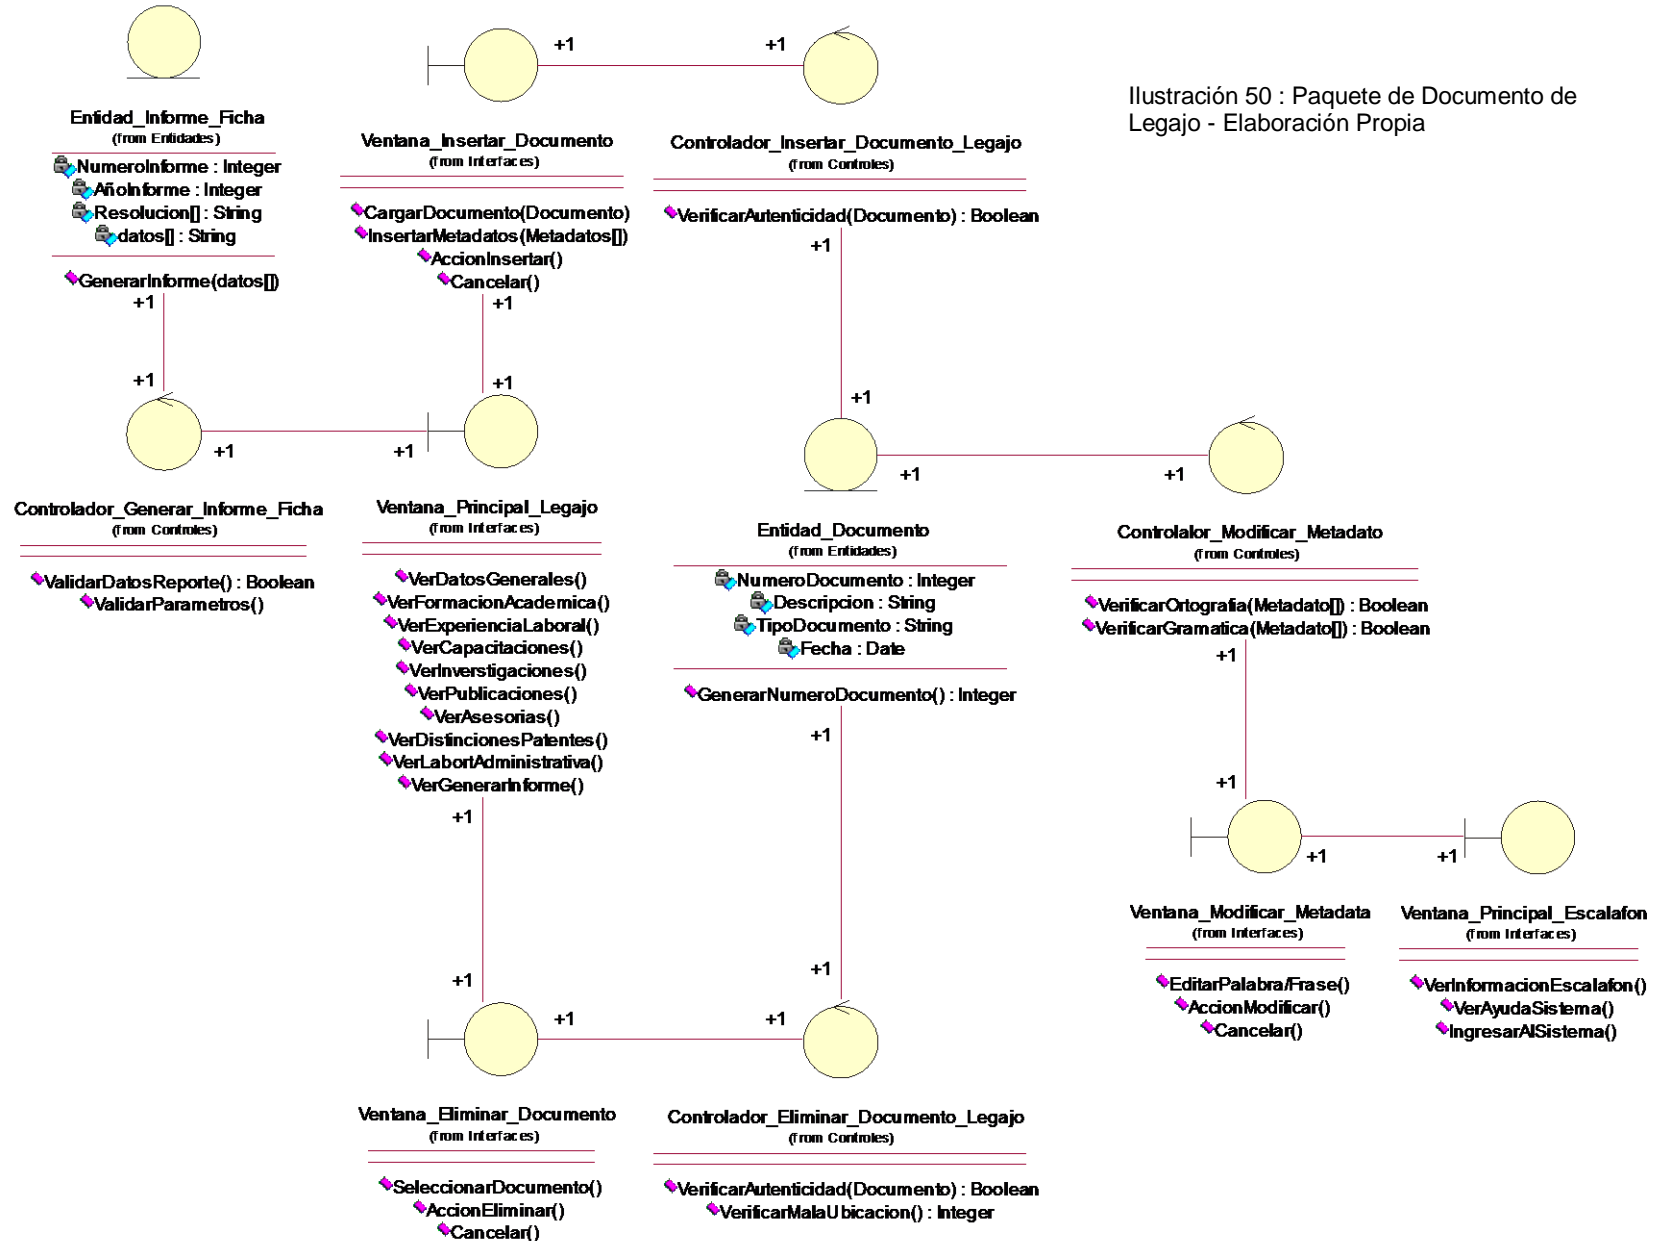 +1
+1
Ilustración 50 : Paquete de Documento de
Legajo - Elaboración Propia
Entidad_Informe_Ficha
(from Entidades)
NumeroInforme : Integer
AñoInforme : Integer
Resolucion[] : String
datos[] : String
GenerarInforme(datos[])
+1
+1
Ventana_Insertar_Documento
(from Interfaces)
CargarDocumento(Documento)
InsertarMetadatos(Metadatos[])
AccionInsertar()
Cancelar()
+1
+1
Controlador_Insertar_Documento_Legajo
(from Controles)
VerificarAutenticidad(Documento) : Boolean
+1
+1
+1
+1
+1
+1
Controlador_Generar_Informe_Ficha
(from Controles)
ValidarDatosReporte() : Boolean
ValidarParametros()
Ventana_Principal_Legajo
(from Interfaces)
VerDatosGenerales()
VerFormacionAcademica()
VerExperienciaLaboral()
VerCapacitaciones()
VerInverstigaciones()
VerPublicaciones()
VerAsesorias()
VerDistincionesPatentes()
VerLabortAdministrativa()
VerGenerarInforme()
+1
+1
Entidad_Documento
(from Entidades)
NumeroDocumento : Integer
Descripcion : String
TipoDocumento : String
Fecha : Date
GenerarNumeroDocumento() : Integer
+1
+1
Controlalor_Modificar_Metadato
(from Controles)
VerificarOrtografia(Metadato[]) : Boolean
VerificarGramatica(Metadato[]) : Boolean
+1
+1
+1
+1
Ventana_Modificar_Metadata
(from Interfaces)
EditarPalabra/Frase()
AccionModificar()
Cancelar()
Ventana_Principal_Escalafon
(from Interfaces)
VerInformacionEscalafon()
VerAyudaSistema()
IngresarAlSistema()
+1
+1
Ventana_Eliminar_Documento
(from Interfaces)
SeleccionarDocumento()
AccionEliminar()
Cancelar()
Controlador_Eliminar_Documento_Legajo
(from Controles)
VerificarAutenticidad(Documento) : Boolean
VerificarMalaUbicacion() : Integer